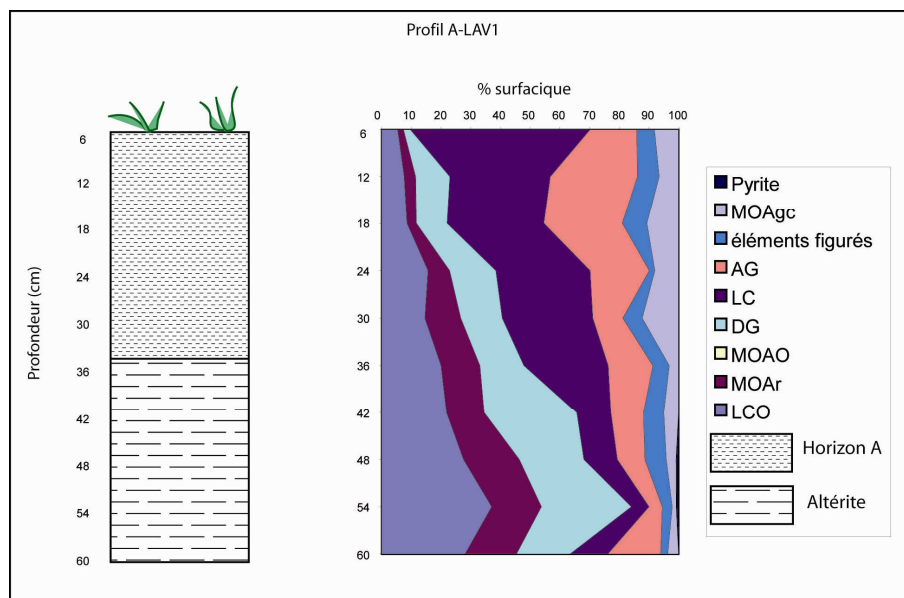 Profil A-LAV1
% surfacique
0 10 20 30 40 50 60 70 80 90 100
Profondeur (cm)
6
12
18
24
30
36
42
48
54
60
6
12
18
24
30
36
42
48
54
60
Pyrite
MOAgc
éléments figurés
AG
LC
DG
MOAO
MOAr
LCO
Horizon A
Altérite